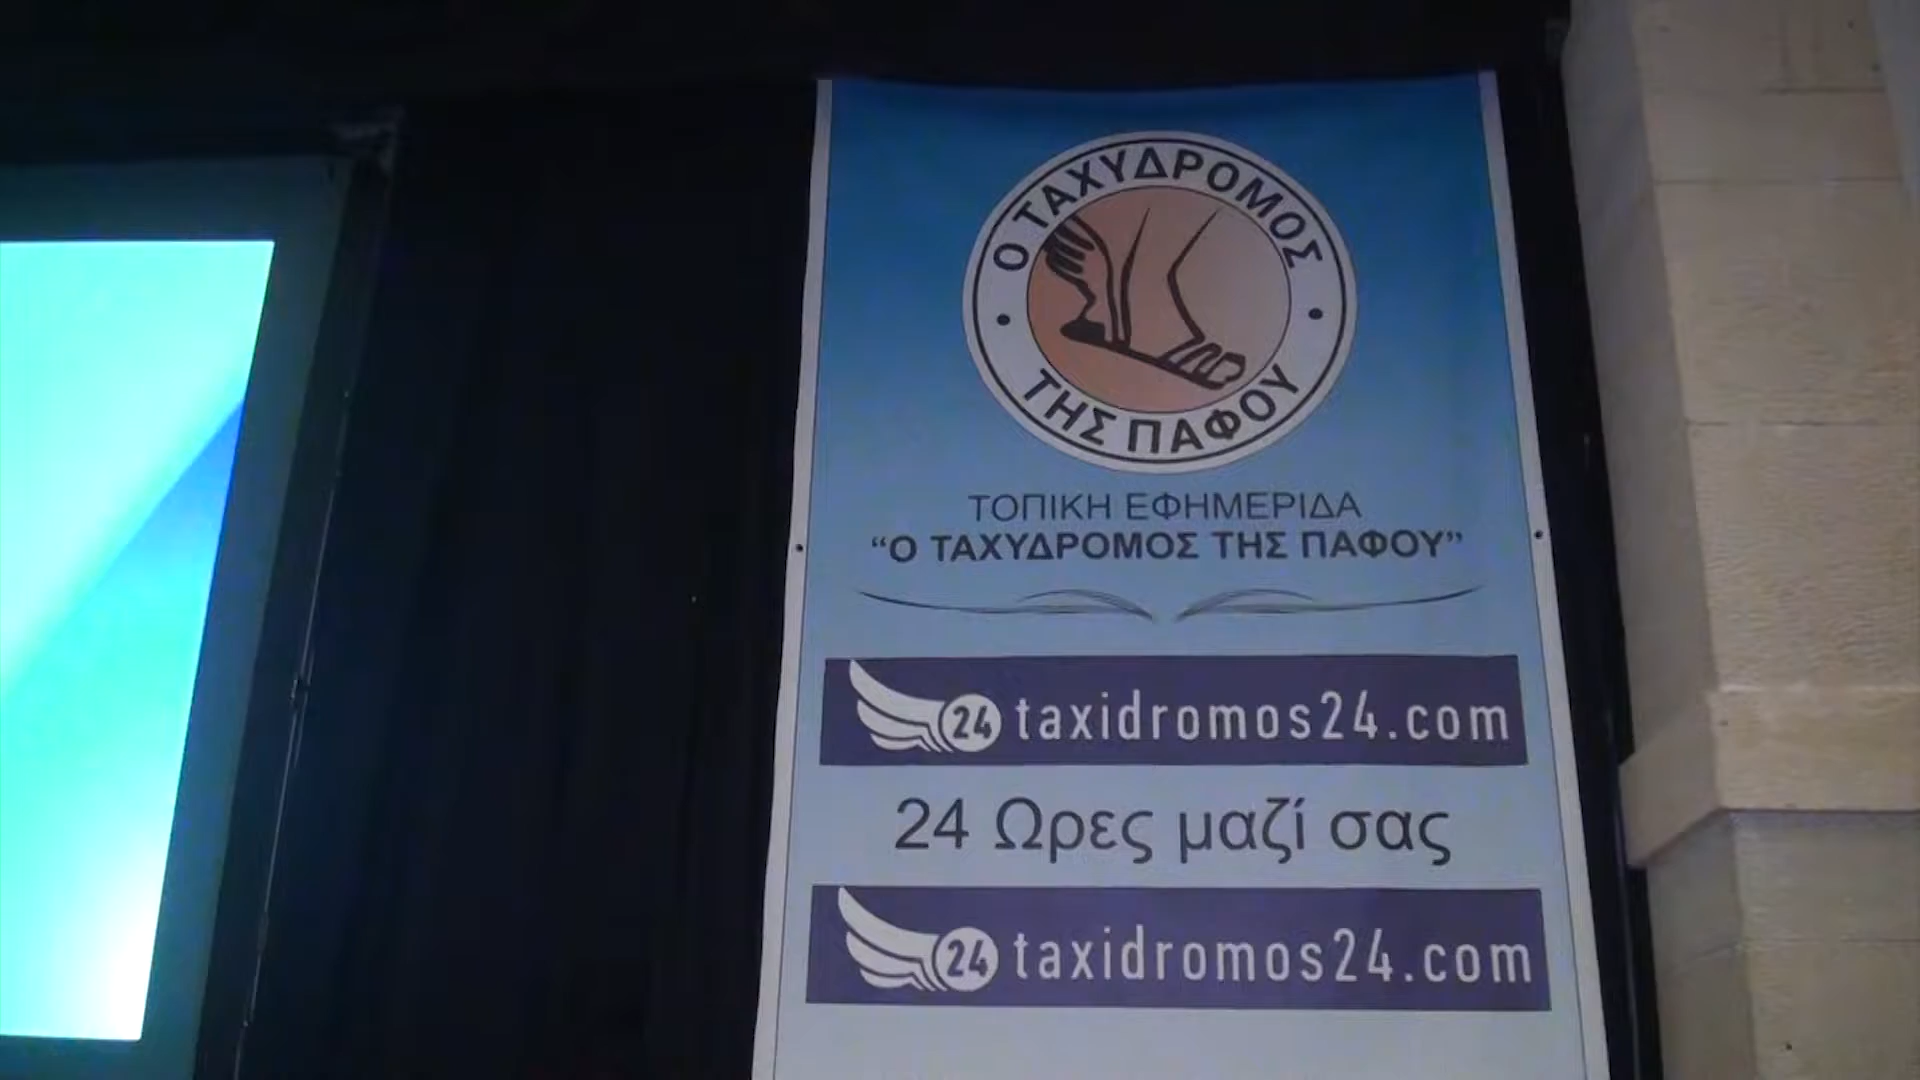 Ο ΤΑΧΥΔΡΟΜΟΣ
ΤΗΣ ΠΑΦΟΥ
ΤΟΠΙΚΗ ΕΦΗΜΕΡΙΔΑ
“Ο ΤΑΧΥΔΡΟΜΟΣ ΤΗΣ ΠΑΦΟΥ”
24 taxidromos24.com
24 Ωρες μαζί σας
24 taxidromos24.com